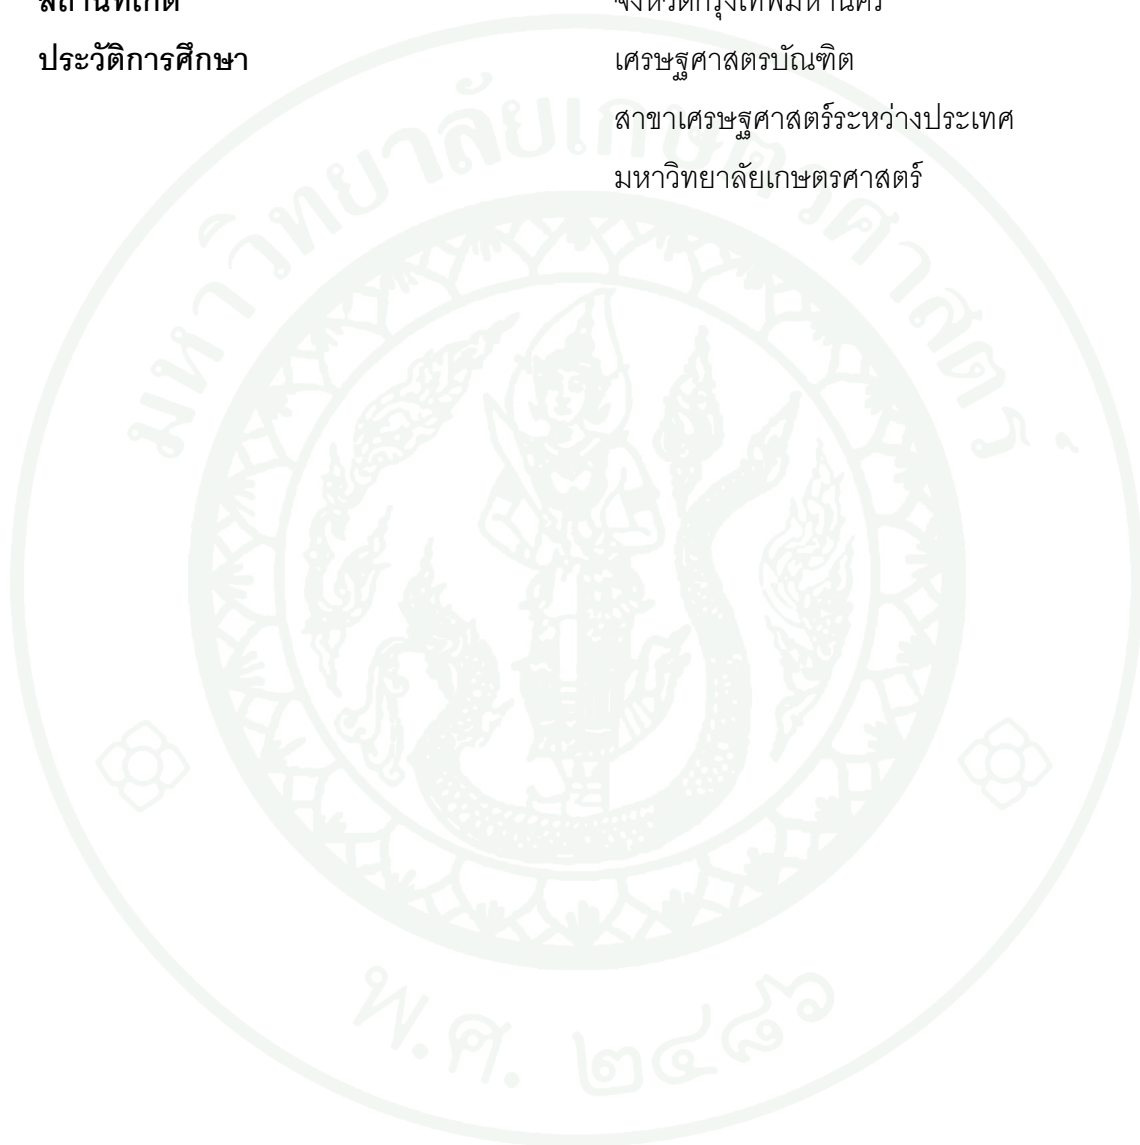 สถานที่เกิด จังหวัดกรุงเทพมหานคร
ประวัติการศึกษา เศรษฐศาสตรบัณฑิต
สาขาเศรษฐศาสตร์ระหว่างประเทศ
มหาวิทยาลัยเกษตรศาสตร์
มหาวิทยาลัยเกษตรศาสตร์
พ.ศ. ๒๔๘๖